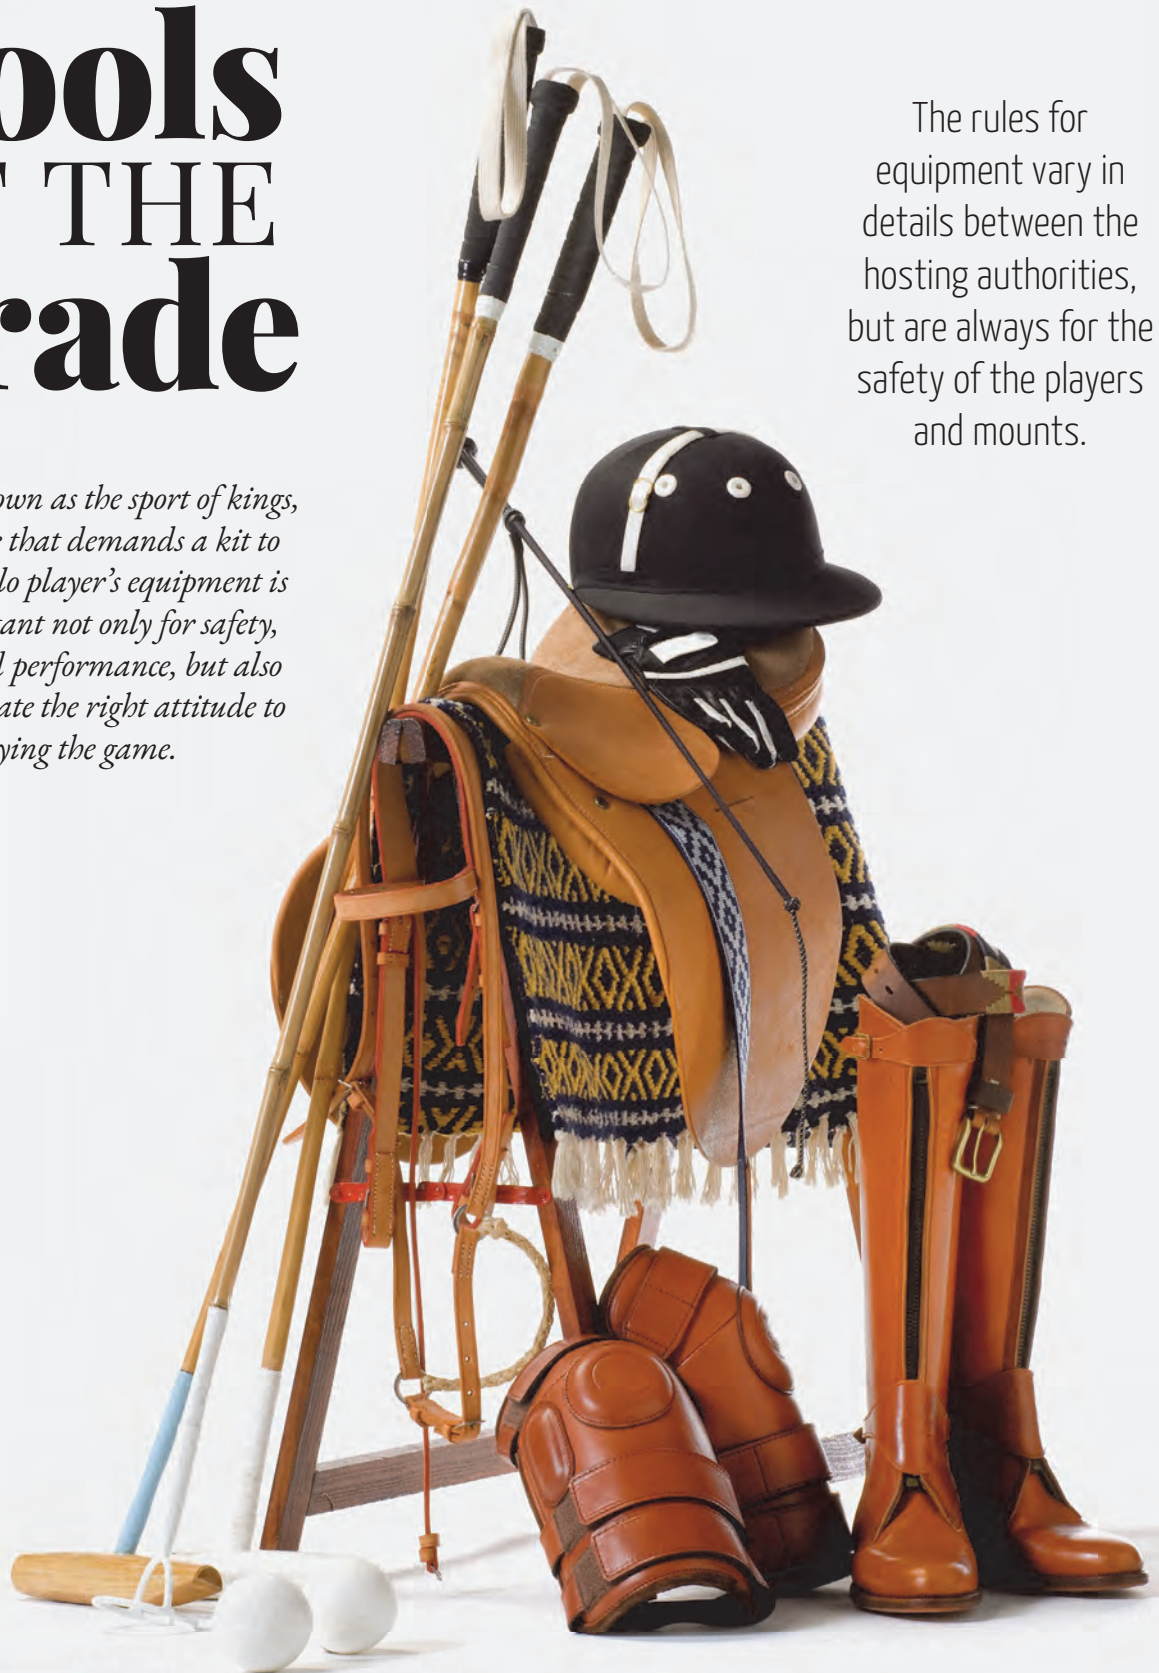 ools
THE
rade
The rules for
equipment vary in
details between the
hosting authorities,
but are always for the
safety of the players
and mounts.
own as the sport of kings,
that demands a kit to
lo player's equipment is
tant not only for safety,
performance, but also
ate the right attitude to
ying the game.